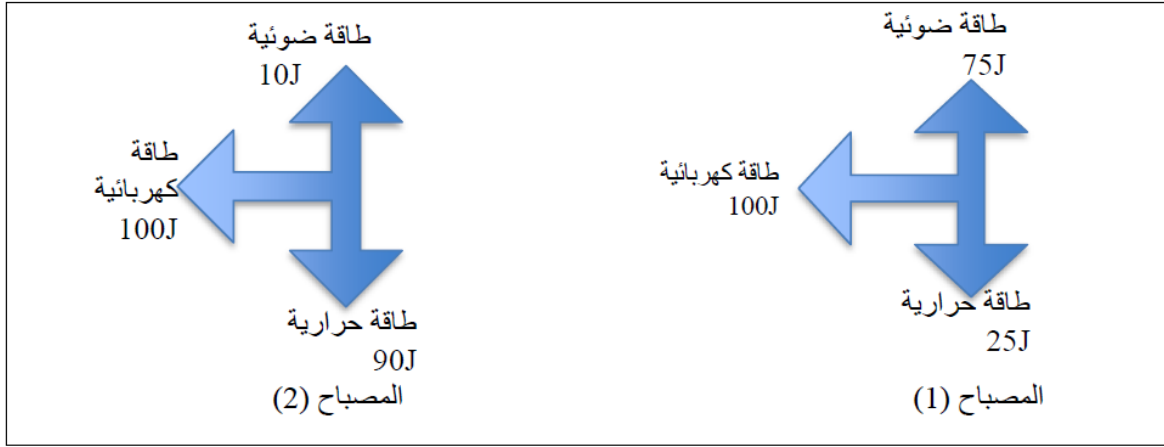 طاقة ضوئية
75J
طاقة كهربائية
100J
طاقة حرارية
25J
المصباح (1)
طاقة ضوئية
10J
طاقة
كهربائية
100J
طاقة حرارية
90J
المصباح (2)